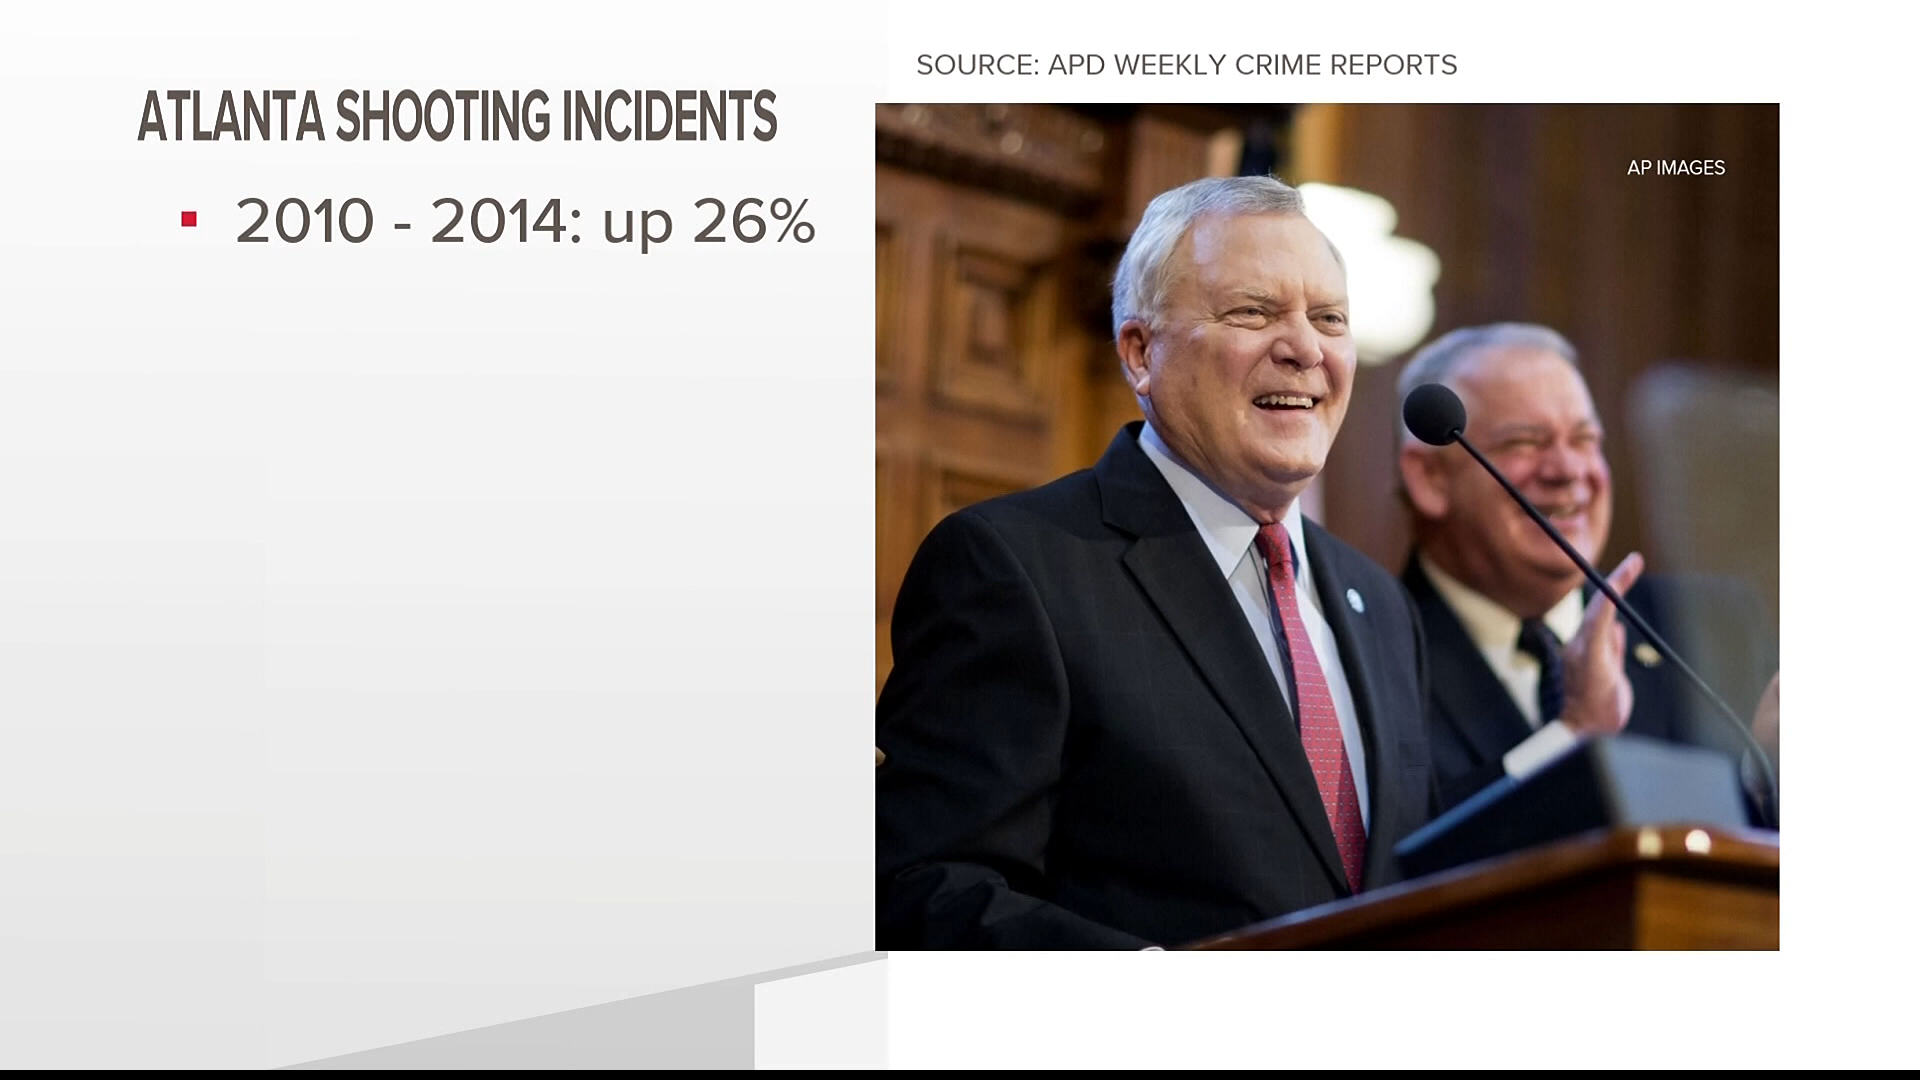 SOURCE: APD WEEKLY CRIME REPORTS
ATLANTA SHOOTING INCIDENTS
▪ 2010 - 2014: up 26%
AP IMAGES